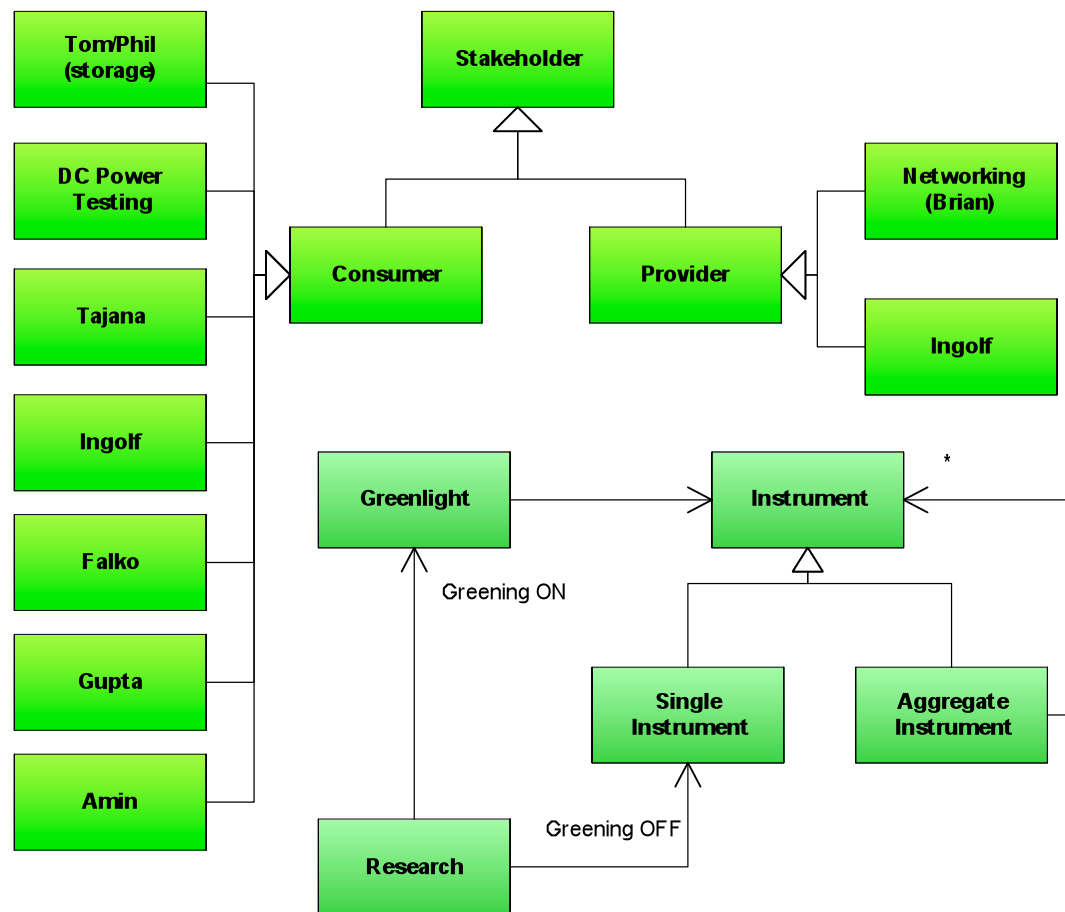 Tom/Phil
(storage)
Stakeholder
DC Power
Testing
Networking
(Brian)
Consumer
Provider
Tajana
Ingolf
Ingolf
Greenlight
Instrument
*
Falko
Greening ON
Gupta
Single
Instrument
Aggregate
Instrument
Amin
Greening OFF
Research